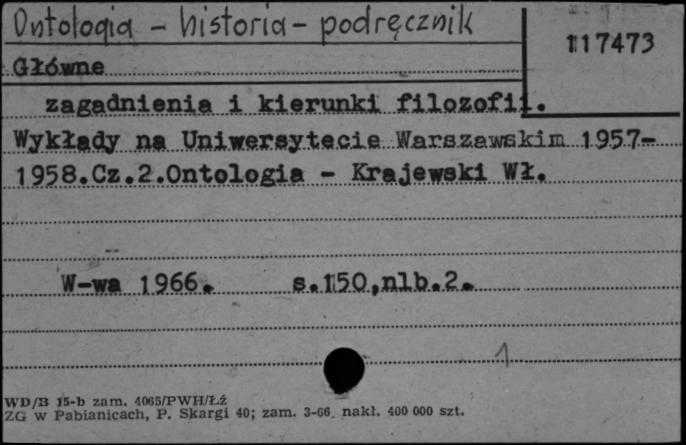 Ontologia - historia - podręcznik
117473
Główne
zagadnienia i kierunki filozofii.
Wykłady na Uniwersytecie Warszawskim 1957-
1958.Cz.2.Ontologia - Krajewski Wł.
W-wa 1966. s.150,nlb.2.
1
WD/B 15-b zam. 4065/PWH/Łź
ZG w Pabianicach, P. Skargi 40; zam. 3-66 nakł. 400 000 szt.